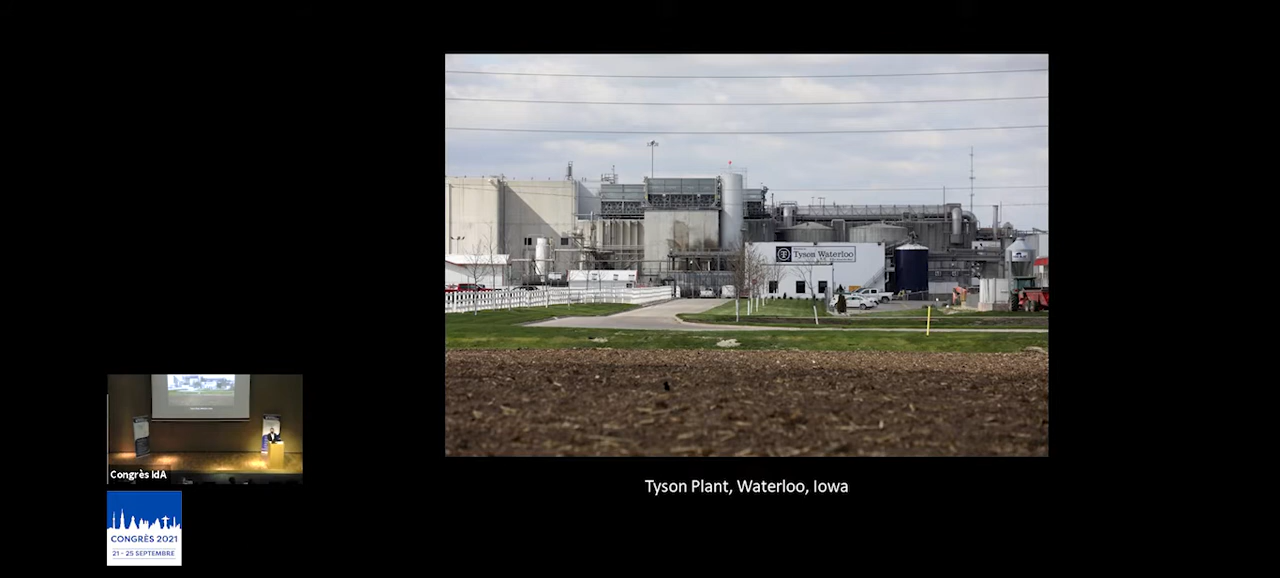 Tyson Waterloo
Tyson Plant, Waterloo, Iowa
Congrès IdA
CONGRÈS 2021
21 - 25 SEPTEMBRE